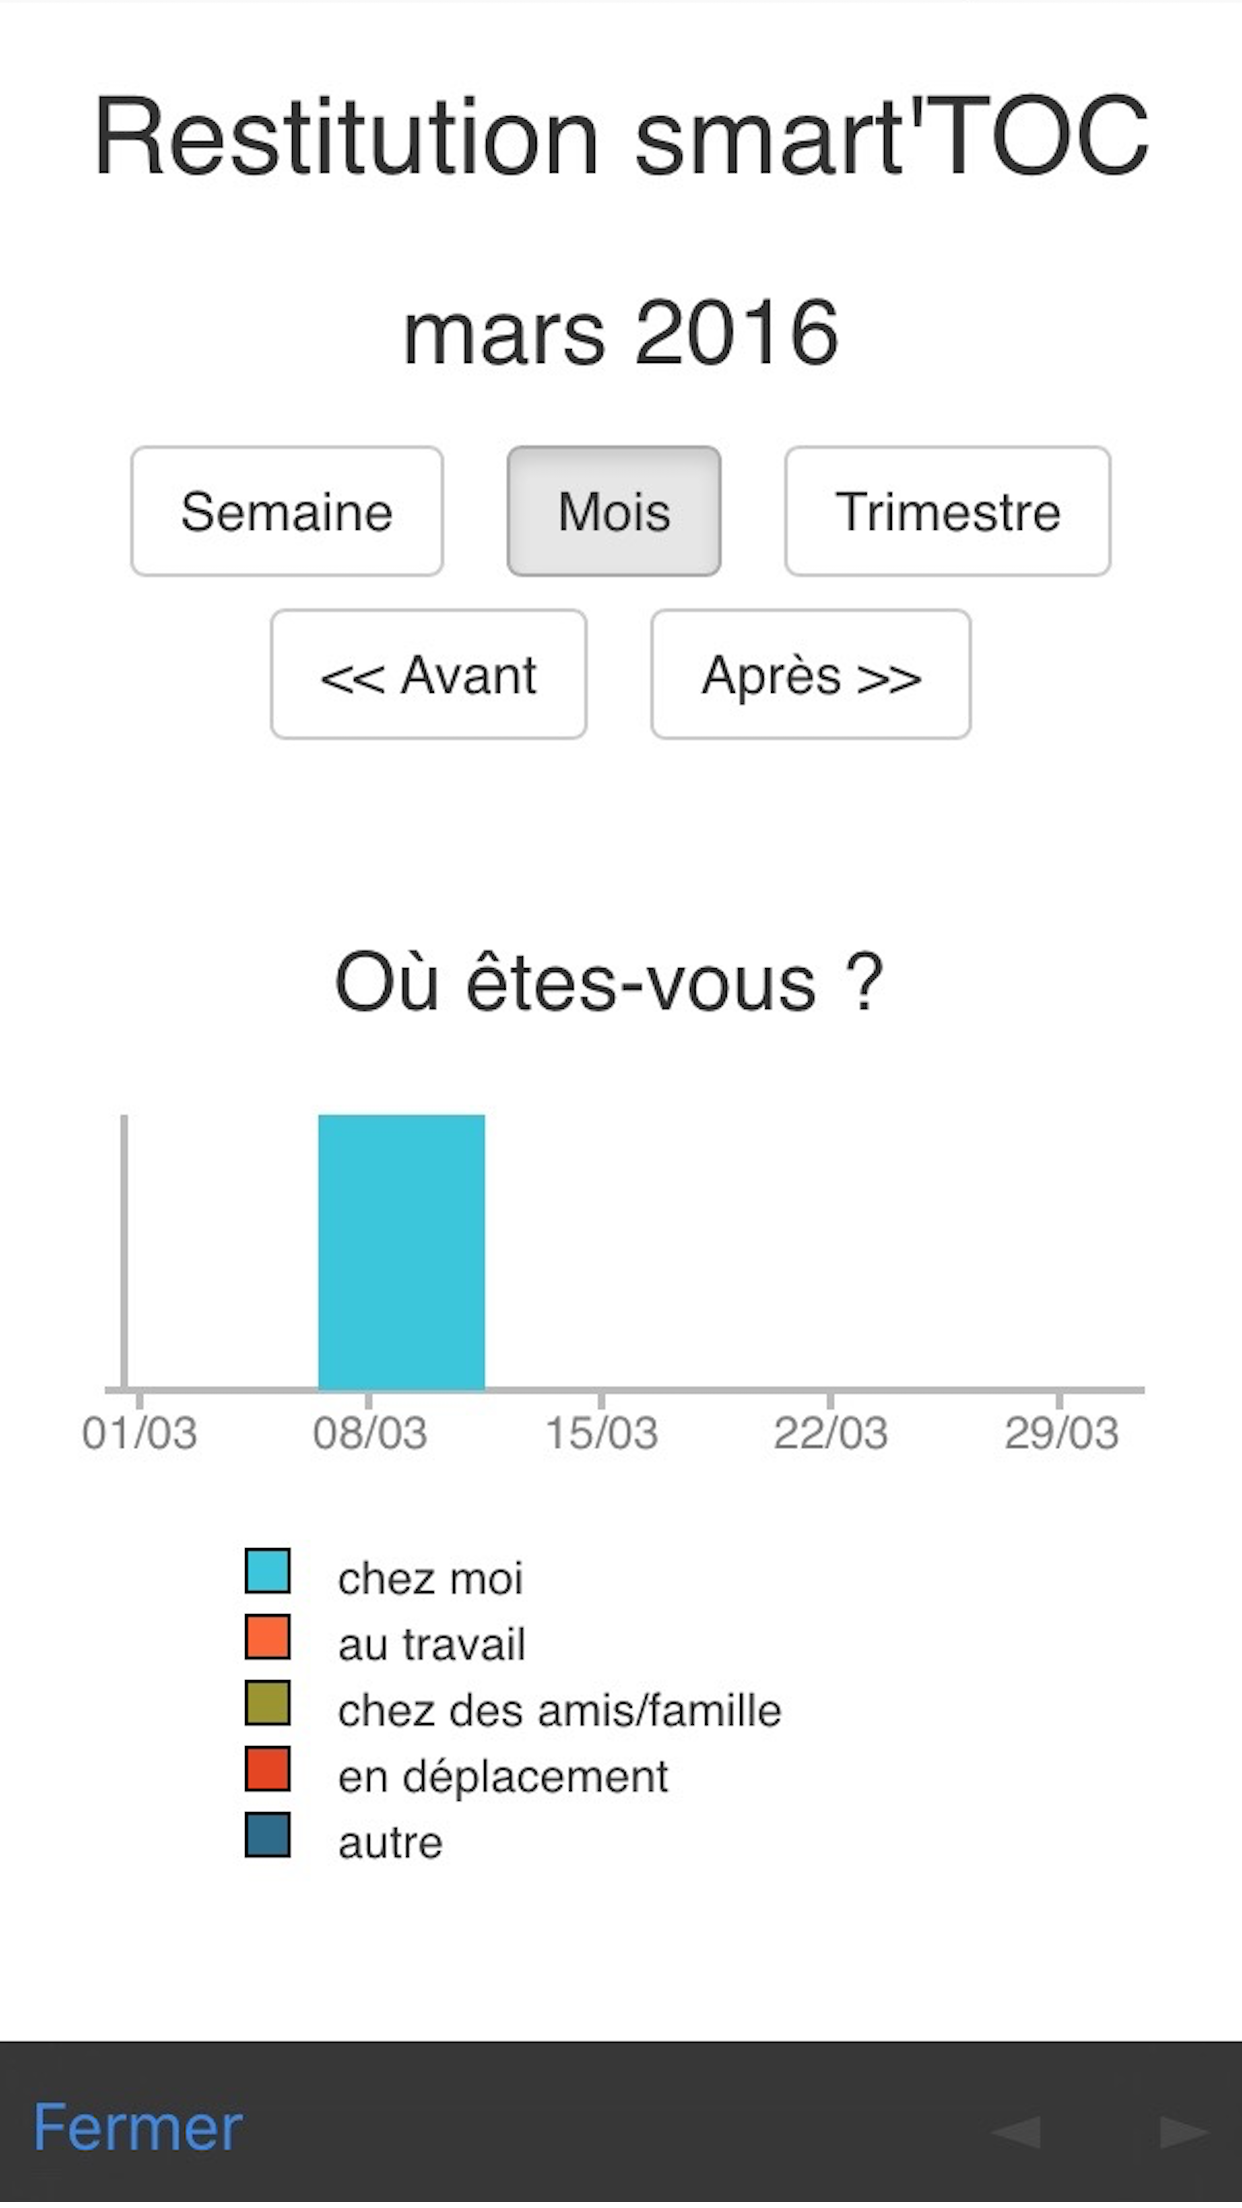 Restitution smart'TOC
mars 2016
Semaine Mois Trimestre
<< Avant Après >>
Où êtes-vous ?
01/03 08/03 15/03 22/03 29/03
chez moi
au travail
chez des amis/famille
en déplacement
autre
Fermer